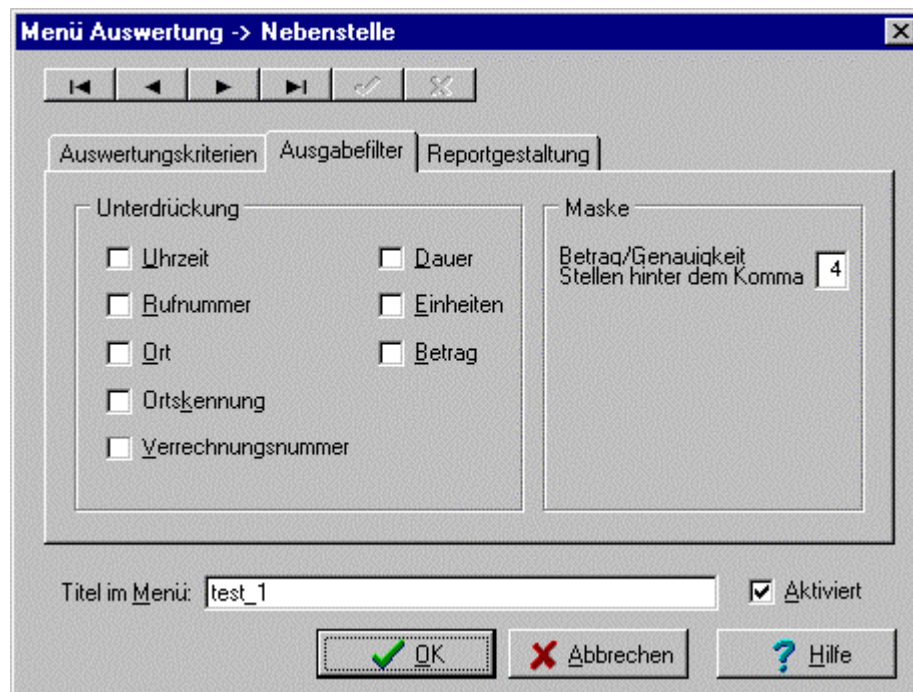 Menü Auswertung -> Nebenstelle
Auswertungskriterien Ausgabefilter Reportgestaltung
Unterdrückung
Uhrzeit
Rufnummer
Ort
Ortskennung
Verrechnungsnummer
Dauer
Einheiten
Betrag
Maske
Betrag/Genauigkeit
Stellen hinter dem Komma 4
Titel im Menü: test_1 Aktiviert
OK Abbrechen Hilfe